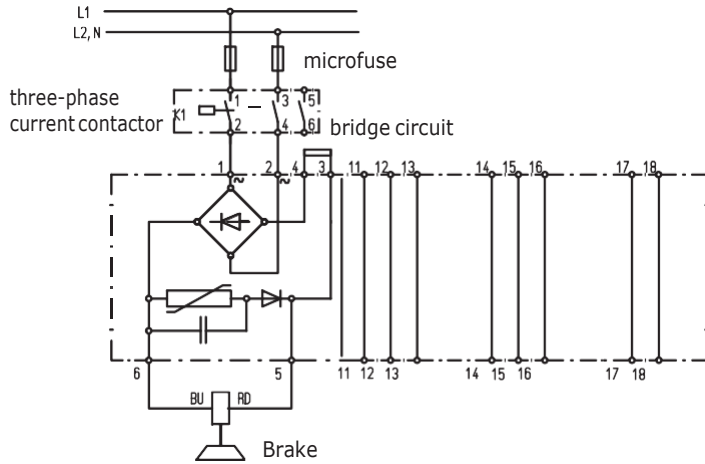 L1
L2, N
microfuse
three-phase
current contactor
K1
1 3 5
2 4 6
bridge circuit
1 2 4 3 11 12 13 14 15 16 17 18
~ ~
6 5 11 12 13 14 15 16 17 18
BU RD
Brake